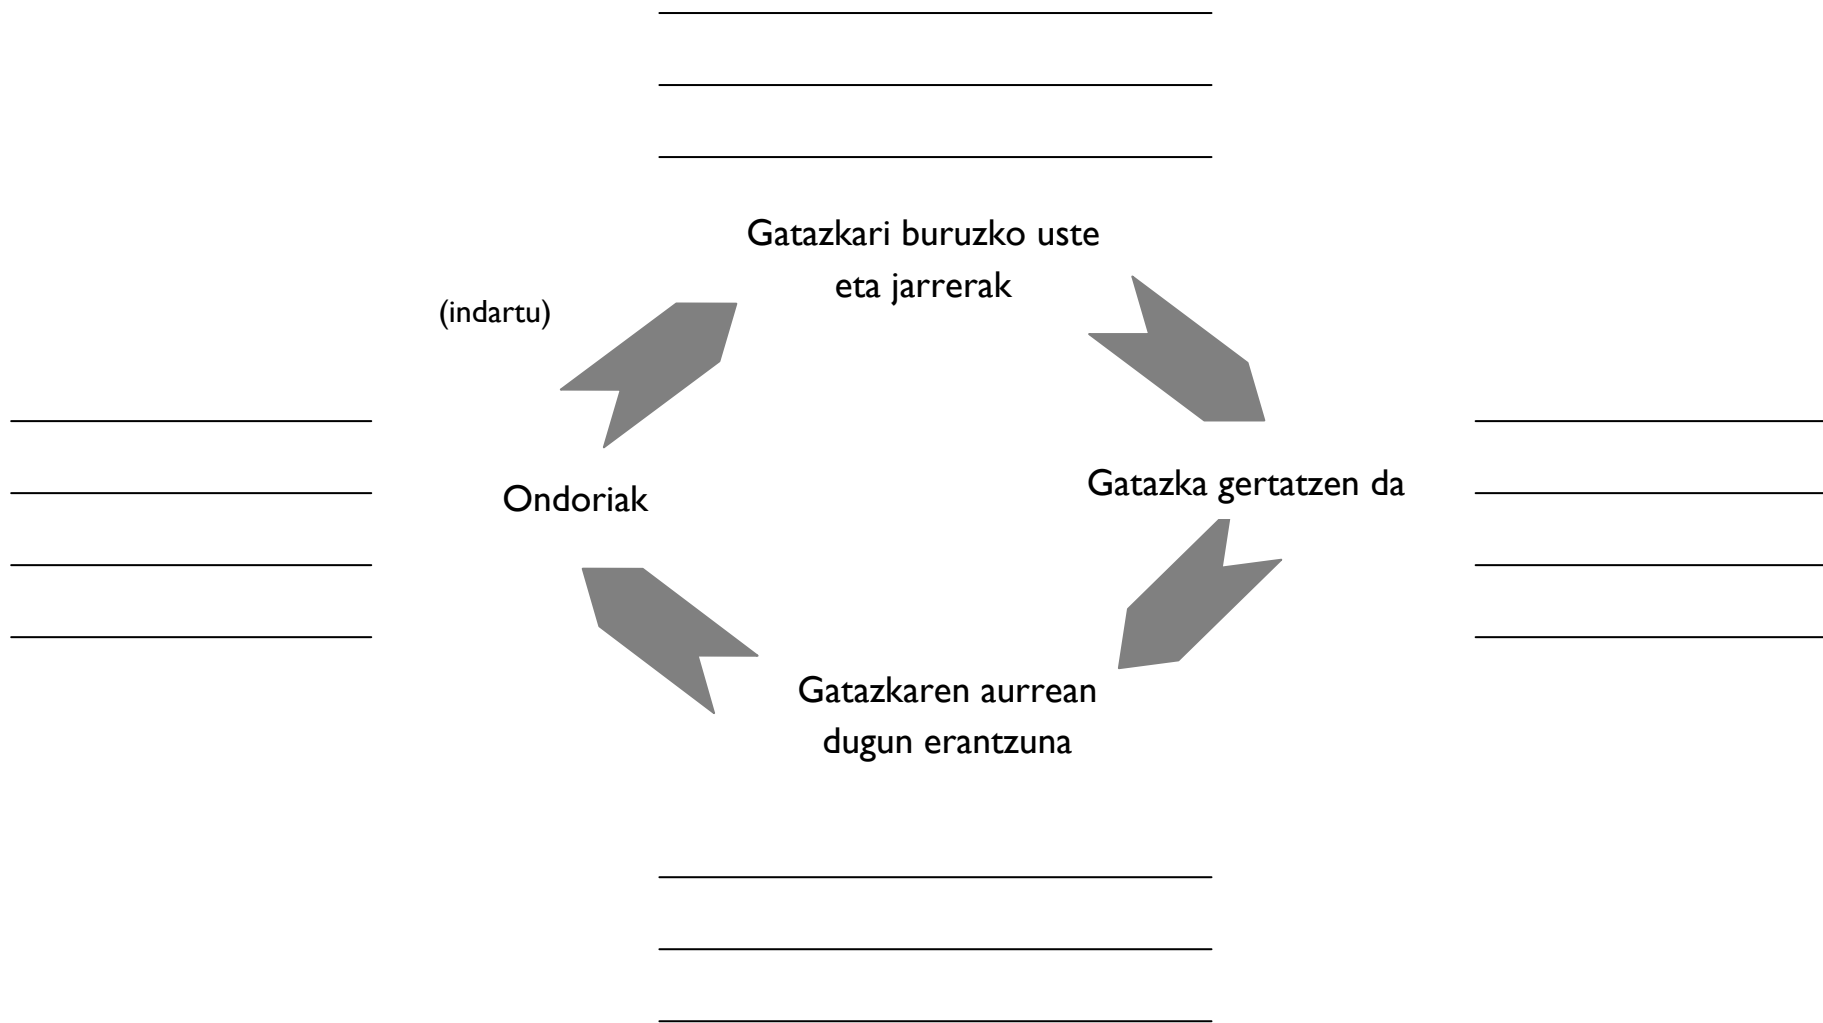 Gatazkari buruzko uste
eta jarrerak
(indartu)
Gatazka gertatzen da
Ondoriak
Gatazkaren aurrean
dugun erantzuna